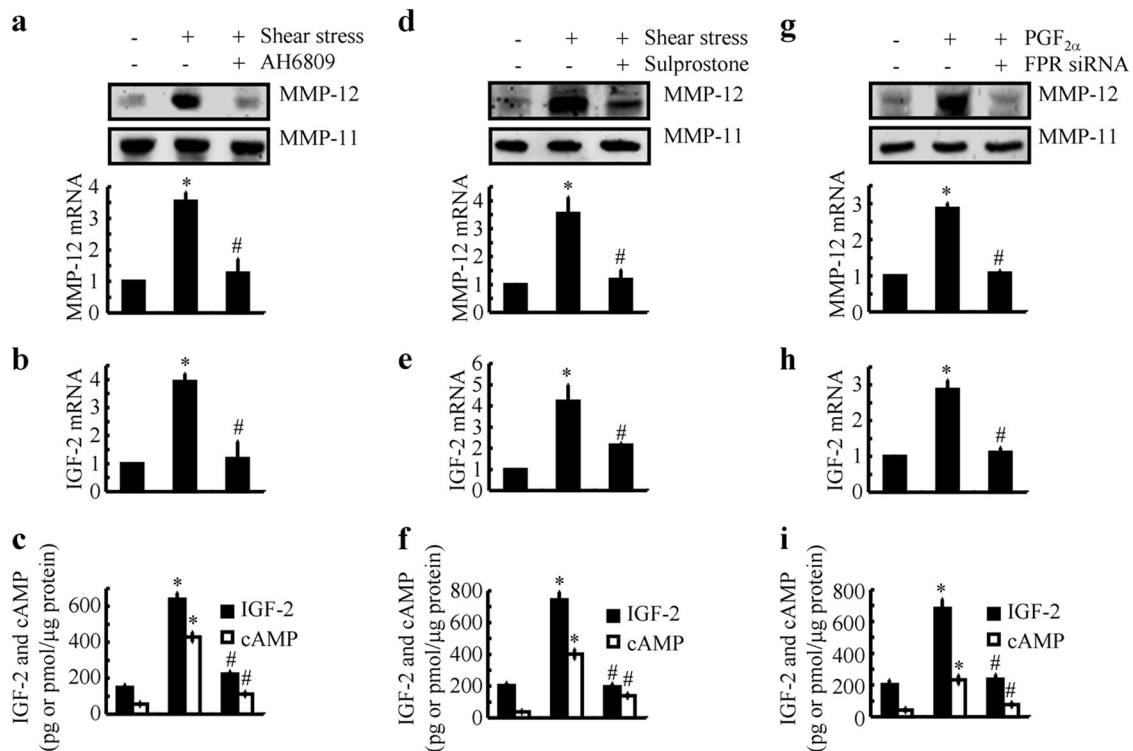 a
- + + Shear stress
- - + AH6809
MMP-12
MMP-11
MMP-12 mRNA
4
3
2
1
0
*
#
b
IGF-2 mRNA
4
3
2
1
0
*
#
c
IGF-2 and cAMP
(pg or pmol/μg protein)
600
400
200
0
*
*
#
#
IGF-2
cAMP
d
- + + Shear stress
- - + Sulprostone
MMP-12
MMP-11
MMP-12 mRNA
4
3
2
1
0
*
#
e
IGF-2 mRNA
6
5
4
3
2
1
0
*
#
f
IGF-2 and cAMP
(pg or pmol/μg protein)
800
600
400
200
0
*
*
#
#
IGF-2
cAMP
g
- + + PGF2α
- - + FPR siRNA
MMP-12
MMP-11
MMP-12 mRNA
3
2
1
0
*
#
h
IGF-2 mRNA
3
2
1
0
*
#
i
IGF-2 and cAMP
(pg or pmol/μg protein)
800
600
400
200
0
*
*
#
#
IGF-2
cAMP